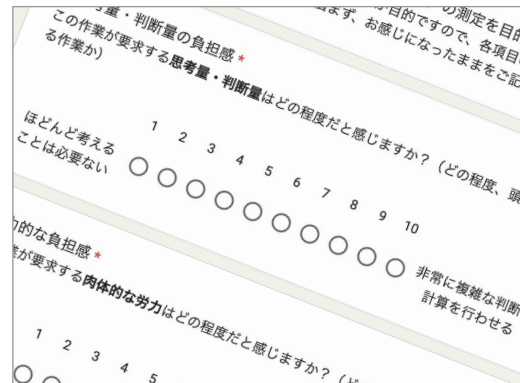 の測定を目的
が目的ですので、各項目
まず、お感じになったままをご記
量・判断量の負担感 *
この作業が要求する思考量・判断量はどの程度だと感じますか？（どの程度、頭
る作業か）
1 2 3 4 5 6 7 8 9 10
ほどんど考える
ことは必要ない
非常に複雑な判断
計算を行わせる
的な負担感 *
業が要求する肉体的な労力はどの程度だと感じますか？（ど
1 2 3 4 5